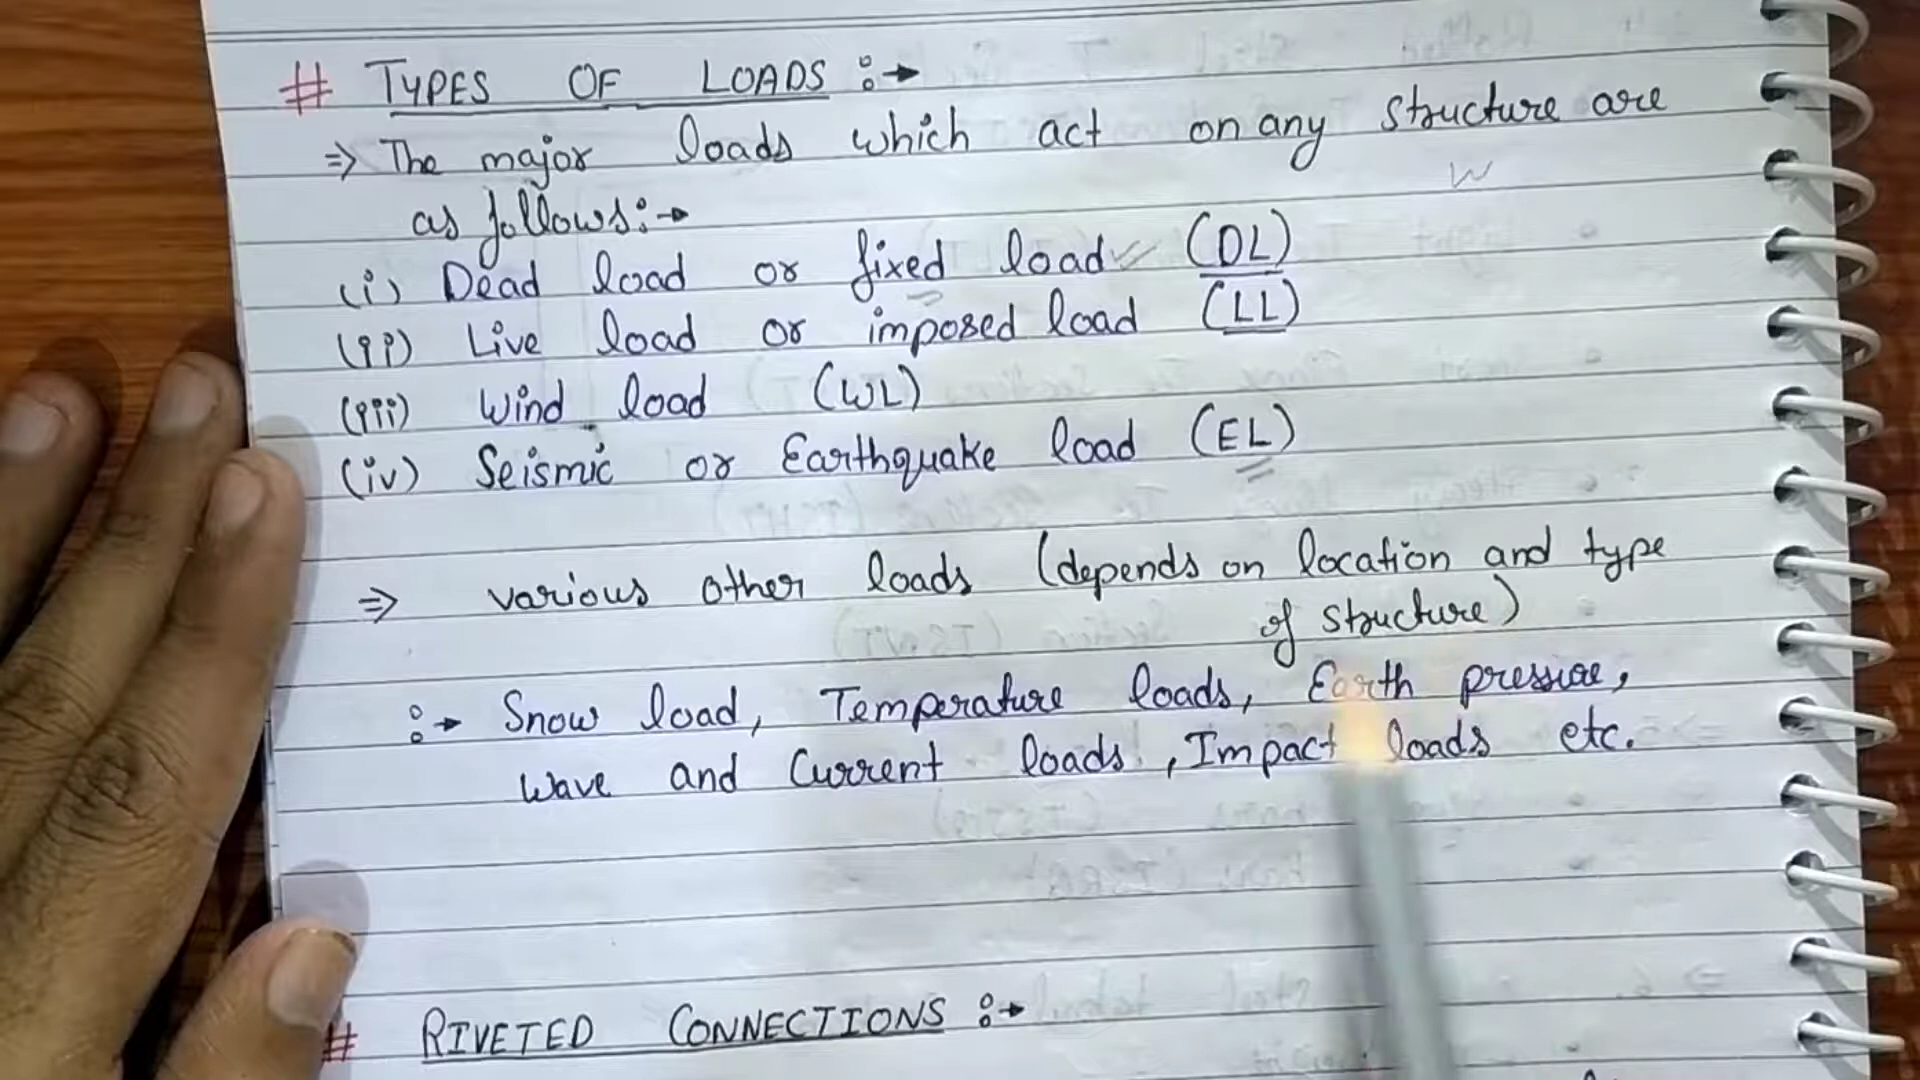 # TYPES OF LOADS :→
⇒ The major loads which act on any structure are
W
as follows:→
(i) Dead load or fixed load (DL)
(ii) Live load or imposed load (LL)
(iii) Wind load (WL)
(iv) Seismic or Earthquake load (EL)
⇒ various other loads (depends on location and type
of structure)
:→ Snow load, Temperature loads, Earth pressure,
Wave and Current loads, Impact loads etc.
# RIVETED CONNECTIONS :→